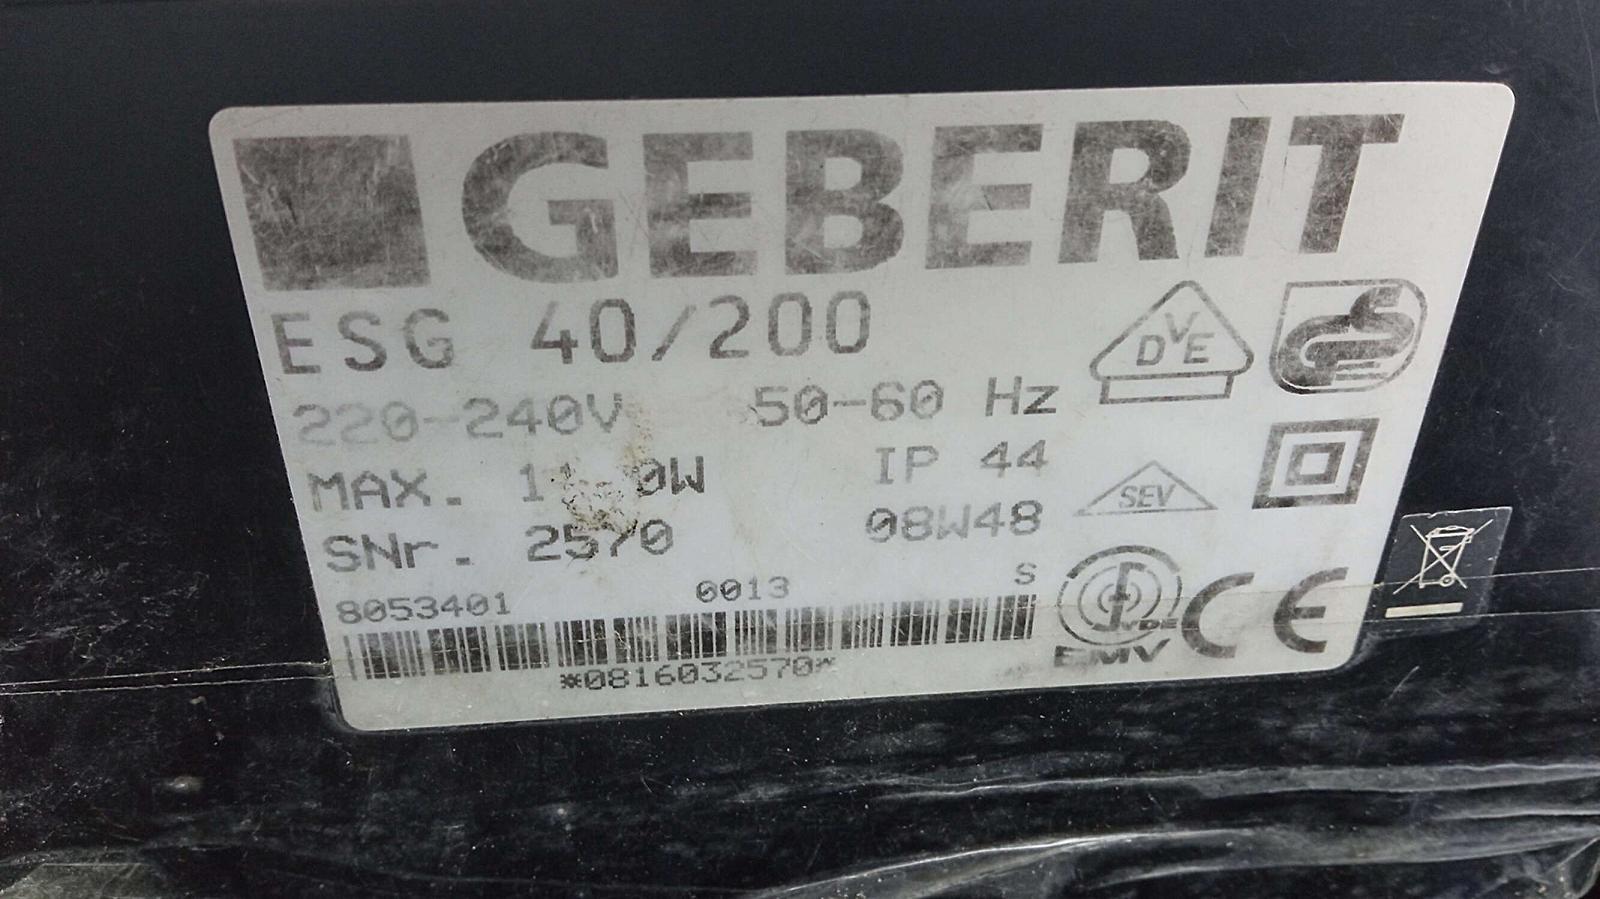 GEBERIT
ESG 40/200
220-240V 50-60 Hz
MAX. IP 44
SNr. 2570 08W48
8053401 0013 S
*0816032570*
DVE
SEV
VDE
EMV
CE